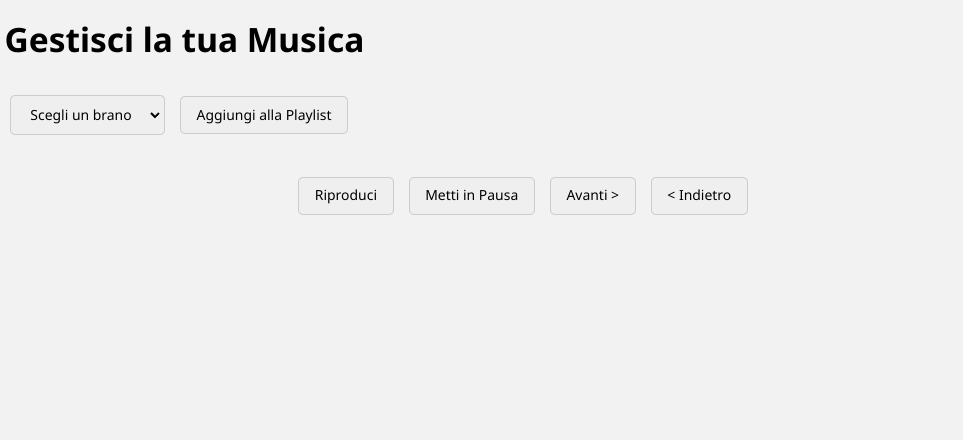 Gestisci la tua Musica
Scegli un brano Aggiungi alla Playlist
Riproduci Metti in Pausa Avanti > < Indietro